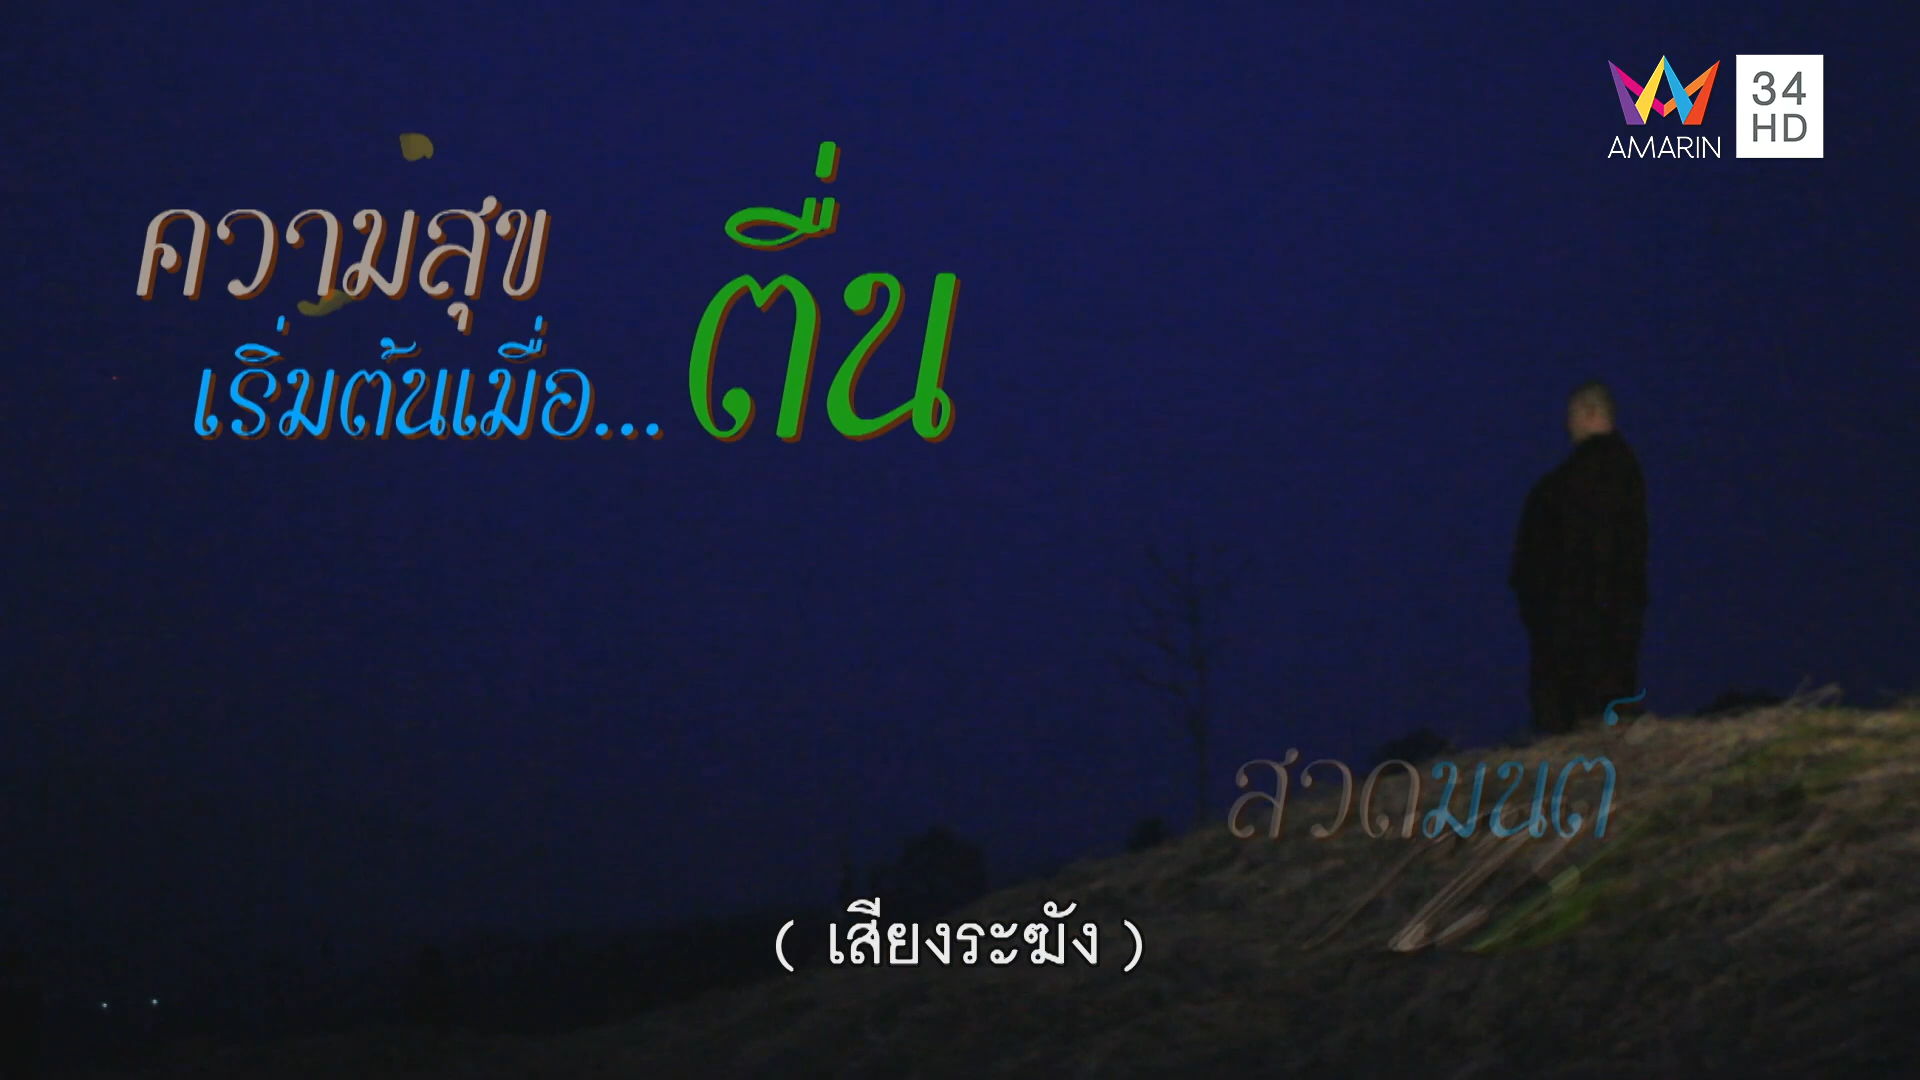 AMARIN
34
HD
ความสุข
เริ่มต้นเมื่อ... ตื่น
สวดมนต์
( เสียงระฆัง )